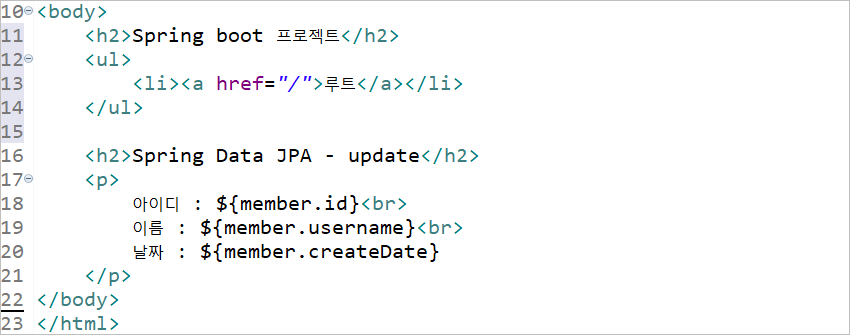 10 <body>
11     <h2>Spring boot 프로젝트</h2>
12     <ul>
13         <li><a href="/">루트</a></li>
14     </ul>
15
16     <h2>Spring Data JPA - update</h2>
17     <p>
18         아이디 : ${member.id}<br>
19         이름 : ${member.username}<br>
20         날짜 : ${member.createDate}
21     </p>
22 </body>
23 </html>